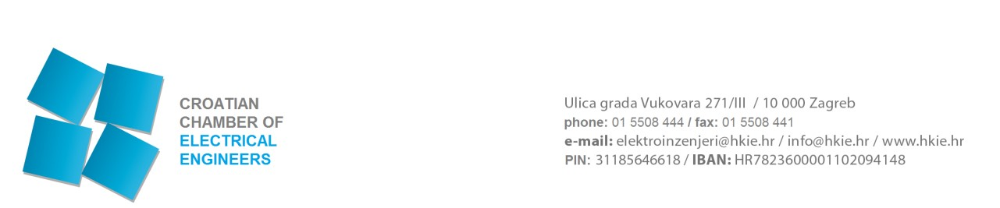 CROATIAN
CHAMBER OF
ELECTRICAL
ENGINEERS
Ulica grada Vukovara 271/III / 10 000 Zagreb
phone: 01 5508 444 / fax: 01 5508 441
e-mail: elektroinzenjeri@hkie.hr / info@hkie.hr / www.hkie.hr
PIN: 31185646618 / IBAN: HR7823600001102094148